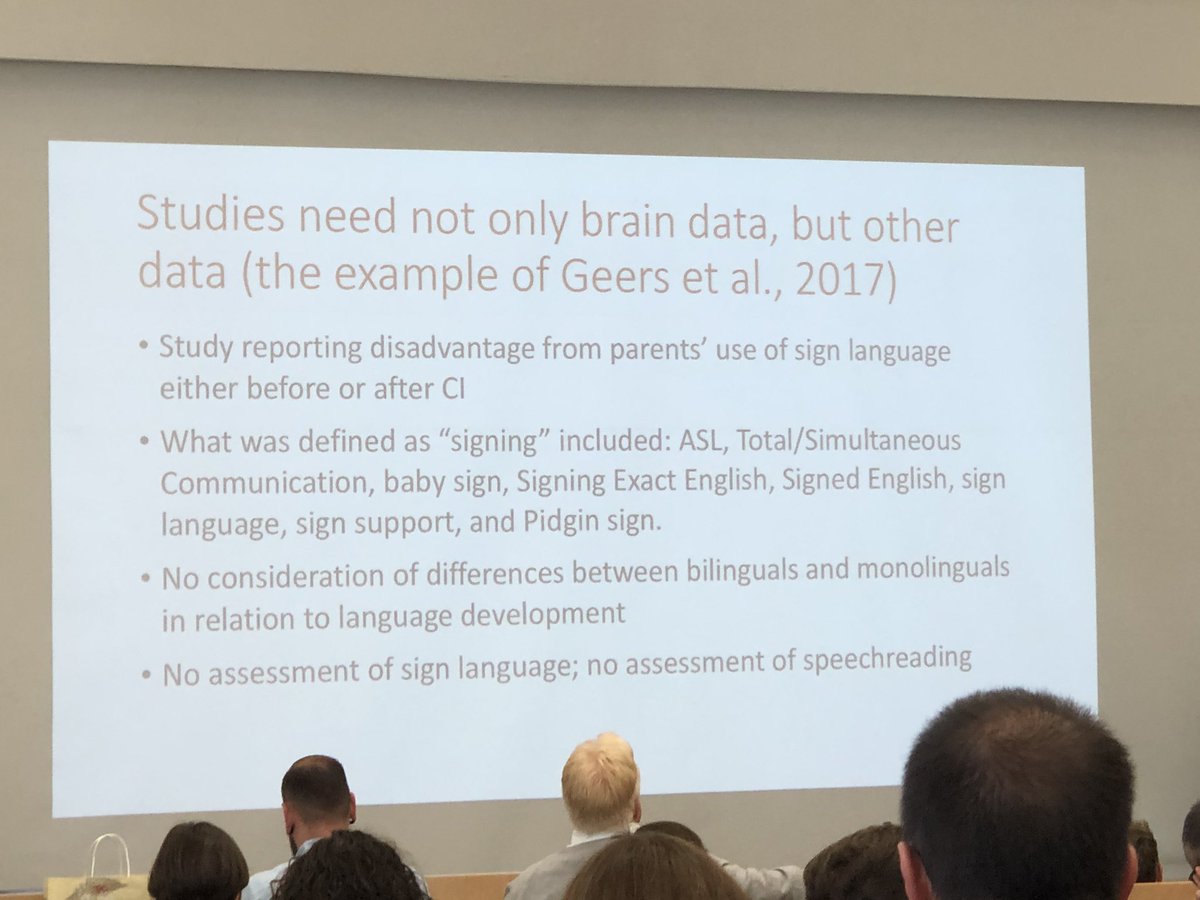 Studies need not only brain data, but other
data (the example of Geers et al., 2017)
• Study reporting disadvantage from parents’ use of sign language
either before or after CI
• What was defined as “signing” included: ASL, Total/Simultaneous
Communication, baby sign, Signing Exact English, Signed English, sign
language, sign support, and Pidgin sign.
• No consideration of differences between bilinguals and monolinguals
in relation to language development
• No assessment of sign language; no assessment of speechreading